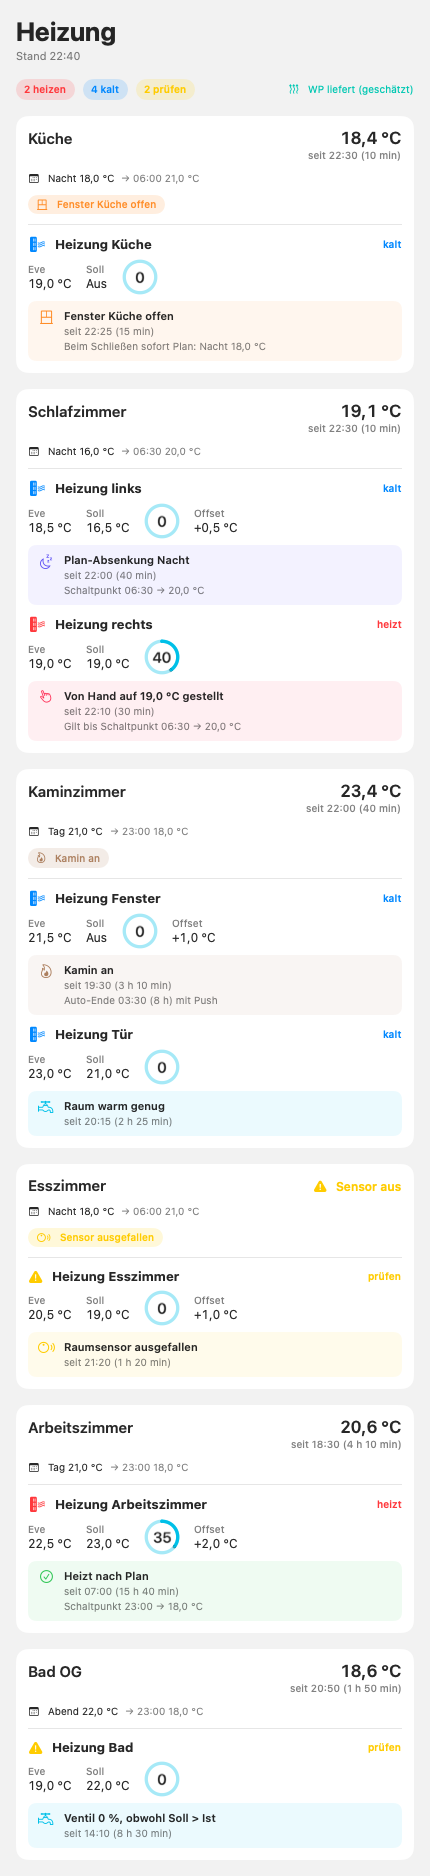 Heizung
Stand 22:40
2 heizen 4 kalt 2 prüfen WP liefert (geschätzt)
Küche 18,4 °C
seit 22:30 (10 min)
Nacht 18,0 °C → 06:00 21,0 °C
Fenster Küche offen
Heizung Küche kalt
Eve Soll
19,0 °C Aus 0
Fenster Küche offen
seit 22:25 (15 min)
Beim Schließen sofort Plan: Nacht 18,0 °C
Schlafzimmer 19,1 °C
seit 22:30 (10 min)
Nacht 16,0 °C → 06:30 20,0 °C
Heizung links kalt
Eve Soll Offset
18,5 °C 16,5 °C 0 +0,5 °C
Plan-Absenkung Nacht
seit 22:00 (40 min)
Schaltpunkt 06:30 → 20,0 °C
Heizung rechts heizt
Eve Soll
19,0 °C 19,0 °C 40
Von Hand auf 19,0 °C gestellt
seit 22:10 (30 min)
Gilt bis Schaltpunkt 06:30 → 20,0 °C
Kaminzimmer 23,4 °C
seit 22:00 (40 min)
Tag 21,0 °C → 23:00 18,0 °C
Kamin an
Heizung Fenster kalt
Eve Soll Offset
21,5 °C Aus 0 +1,0 °C
Kamin an
seit 19:30 (3 h 10 min)
Auto-Ende 03:30 (8 h) mit Push
Heizung Tür kalt
Eve Soll
23,0 °C 21,0 °C 0
Raum warm genug
seit 20:15 (2 h 25 min)
Esszimmer Sensor aus
Nacht 18,0 °C → 06:00 21,0 °C
Sensor ausgefallen
Heizung Esszimmer prüfen
Eve Soll Offset
20,5 °C 19,0 °C 0 +1,0 °C
Raumsensor ausgefallen
seit 21:20 (1 h 20 min)
Arbeitszimmer 20,6 °C
seit 18:30 (4 h 10 min)
Tag 21,0 °C → 23:00 18,0 °C
Heizung Arbeitszimmer heizt
Eve Soll Offset
22,5 °C 23,0 °C 35 +2,0 °C
Heizt nach Plan
seit 07:00 (15 h 40 min)
Schaltpunkt 23:00 → 18,0 °C
Bad OG 18,6 °C
seit 20:50 (1 h 50 min)
Abend 22,0 °C → 23:00 18,0 °C
Heizung Bad prüfen
Eve Soll
19,0 °C 22,0 °C 0
Ventil 0 %, obwohl Soll > Ist
seit 14:10 (8 h 30 min)